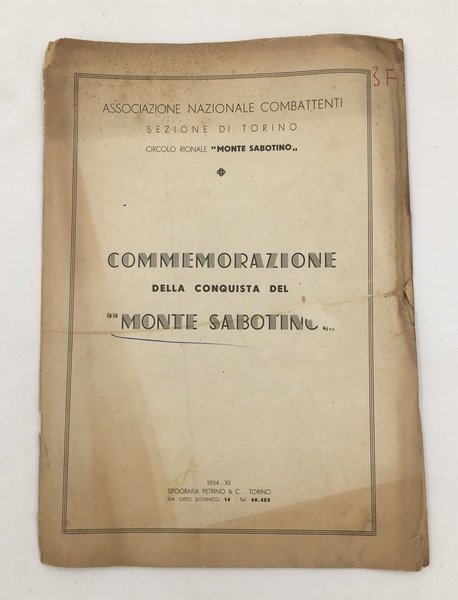 3 F
ASSOCIAZIONE NAZIONALE COMBATTENTI
SEZIONE DI TORINO
CIRCOLO RIONALE "MONTE SABOTINO„
COMMEMORAZIONE
DELLA CONQUISTA DEL
"MONTE SABOTINO„
1934 - XII
TIPOGRAFIA PETRINO & C. - TORINO
VIA ORTO BOTANICO, 14 - Tel. 60.453